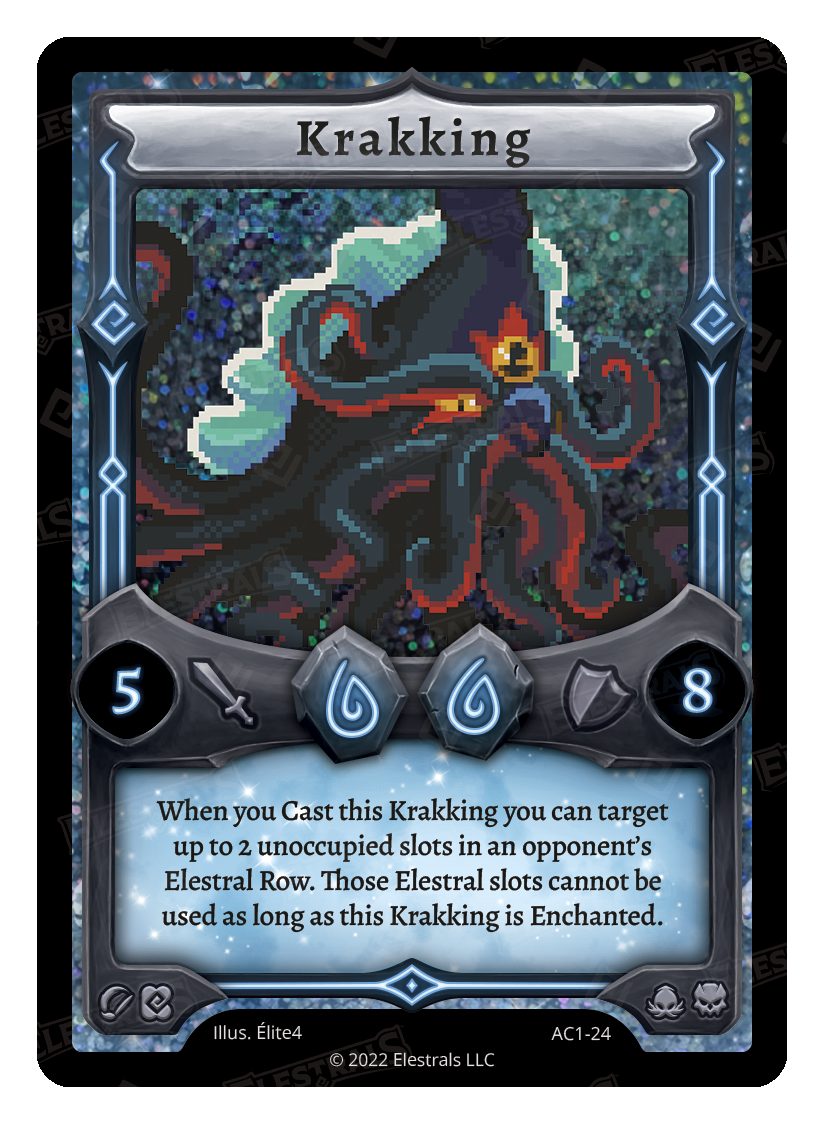 Krakking
5
8
When you Cast this Krakking you can target
up to 2 unoccupied slots in an opponent's
Elestral Row. Those Elestral slots cannot be
used as long as this Krakking is Enchanted.
Illus. Élite4
AC1-24
© 2022 Elestrals LLC